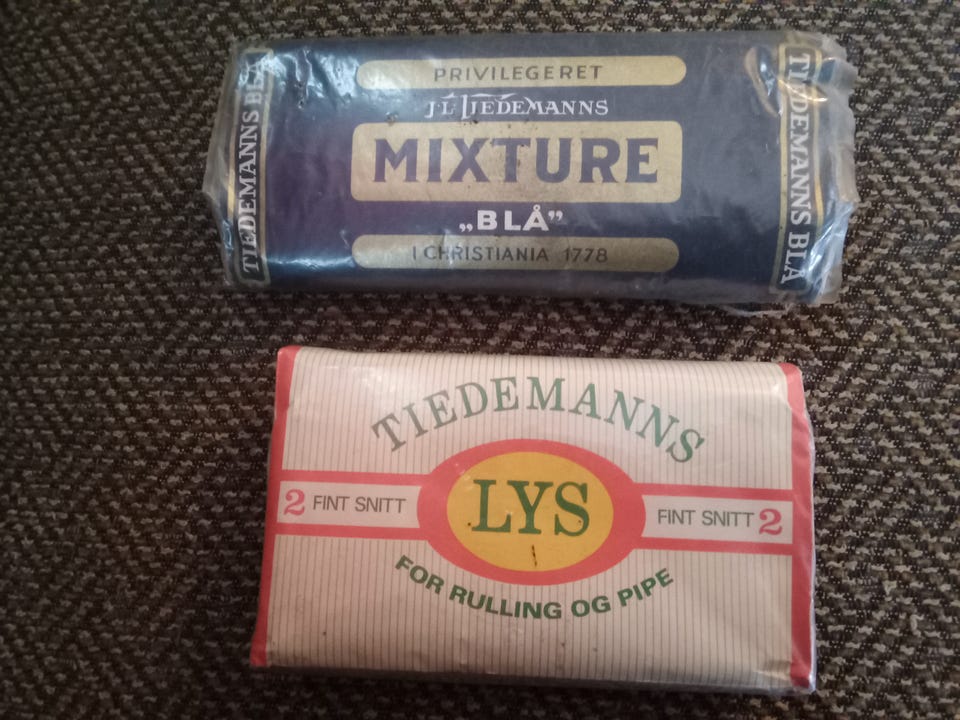 PRIVILEGERET
J·L TIEDEMANNS
MIXTURE
„BLÅ”
I CHRISTIANIA 1778
TIEDEMANNS BLÅ
TIEDEMANNS BLÅ
TIEDEMANNS
2 FINT SNITT
LYS
FINT SNITT 2
FOR RULLING OG PIPE